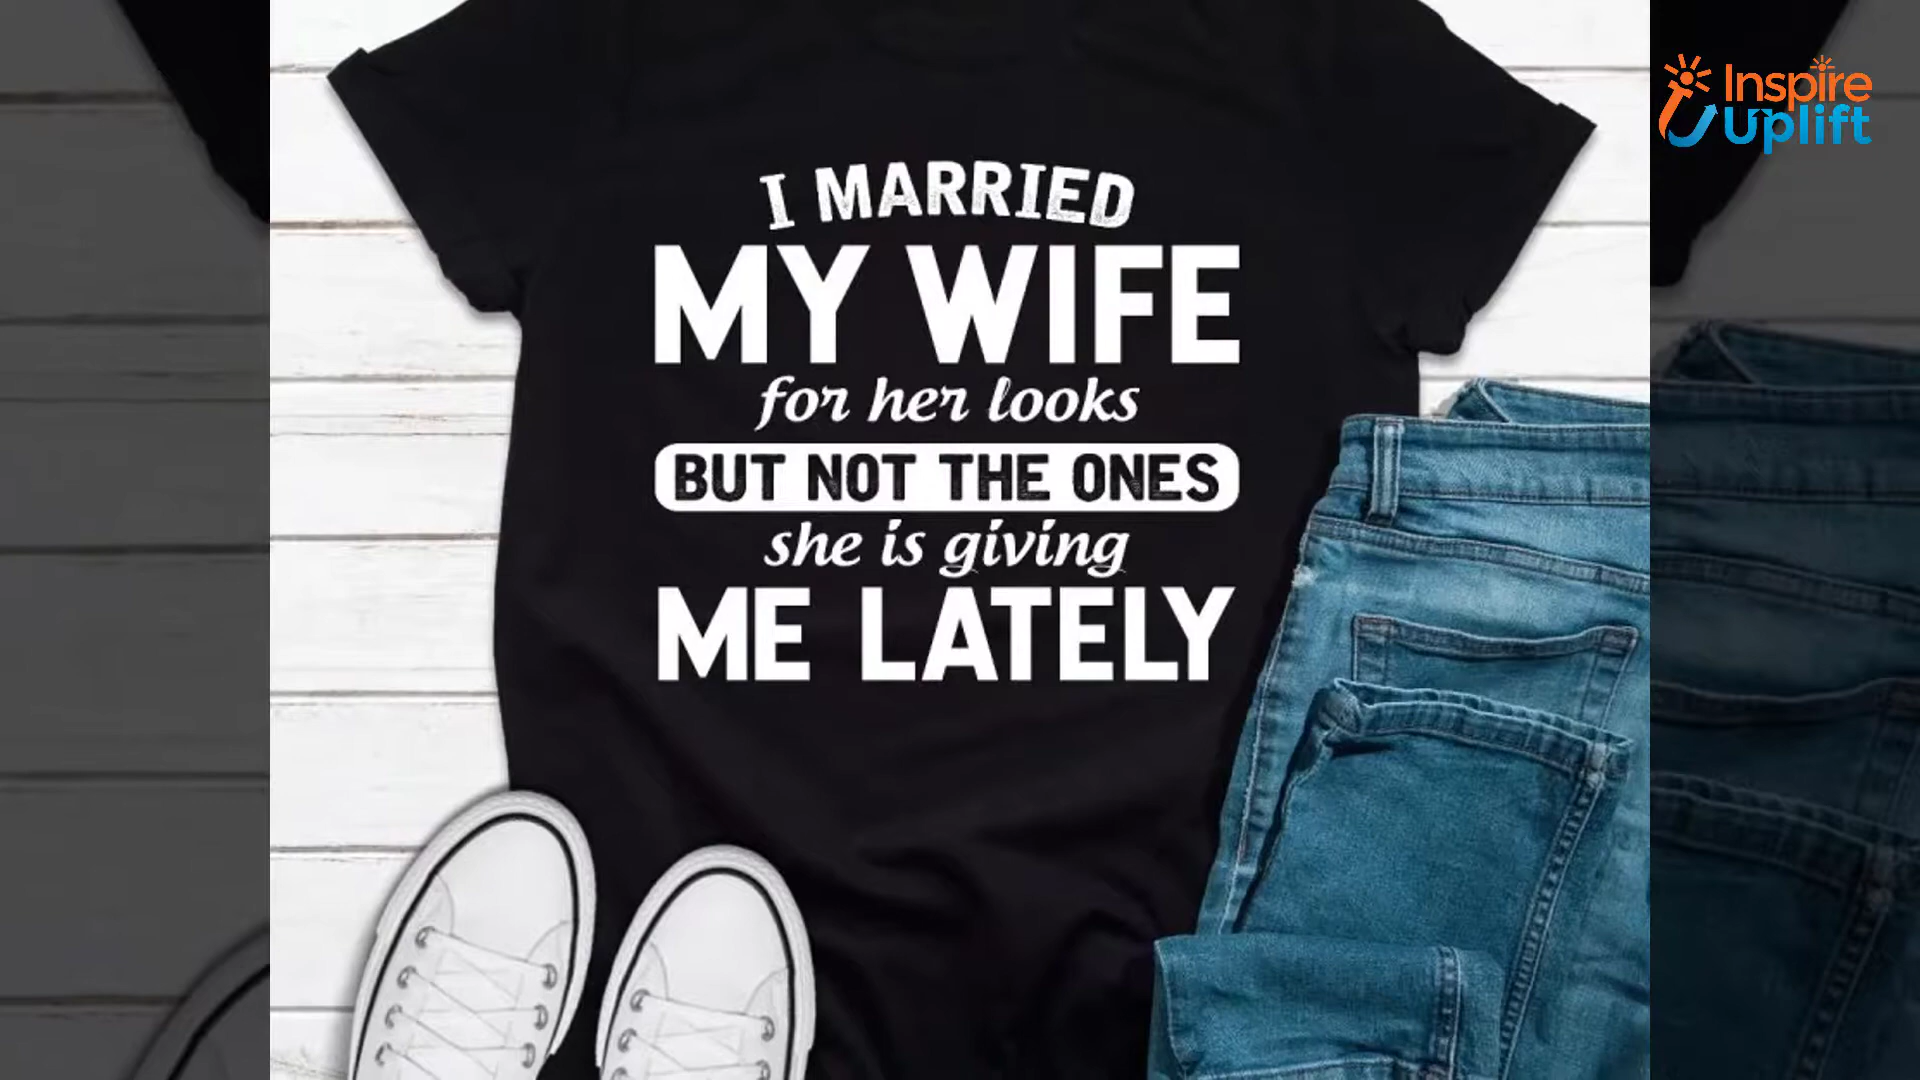 I MARRIED
MY WIFE
for her looks
BUT NOT THE ONES
she is giving
ME LATELY
Inspire
Uplift